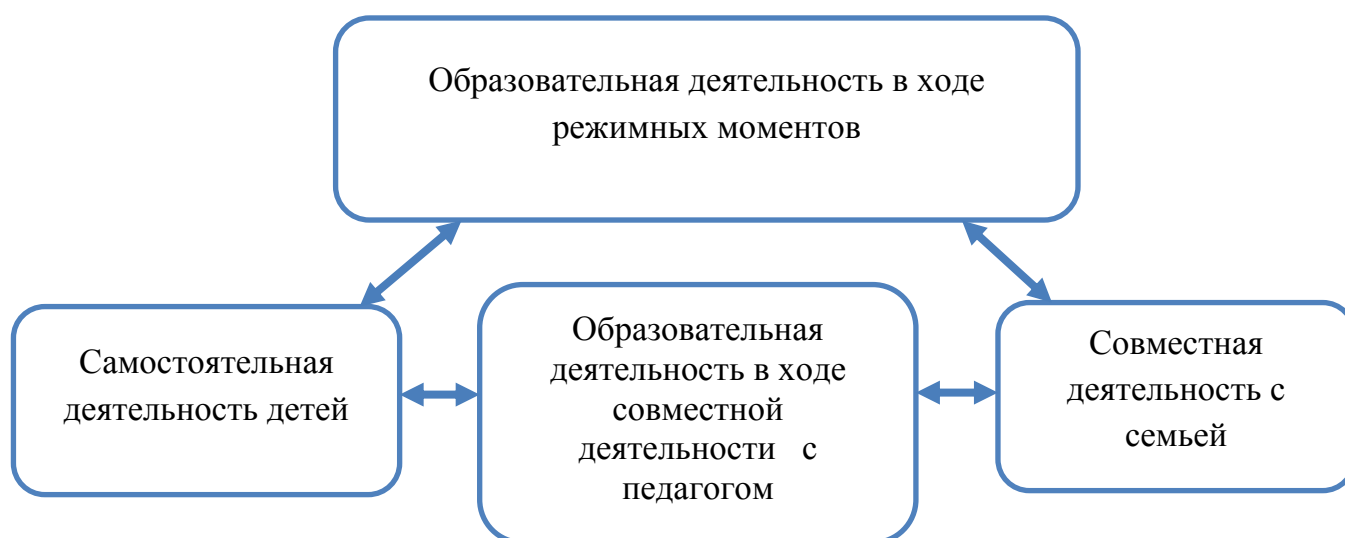 Образовательная деятельность в ходе
режимных моментов
Самостоятельная
деятельность детей
Образовательная
деятельность в ходе
совместной
деятельности с
педагогом
Совместная
деятельность с
семьей